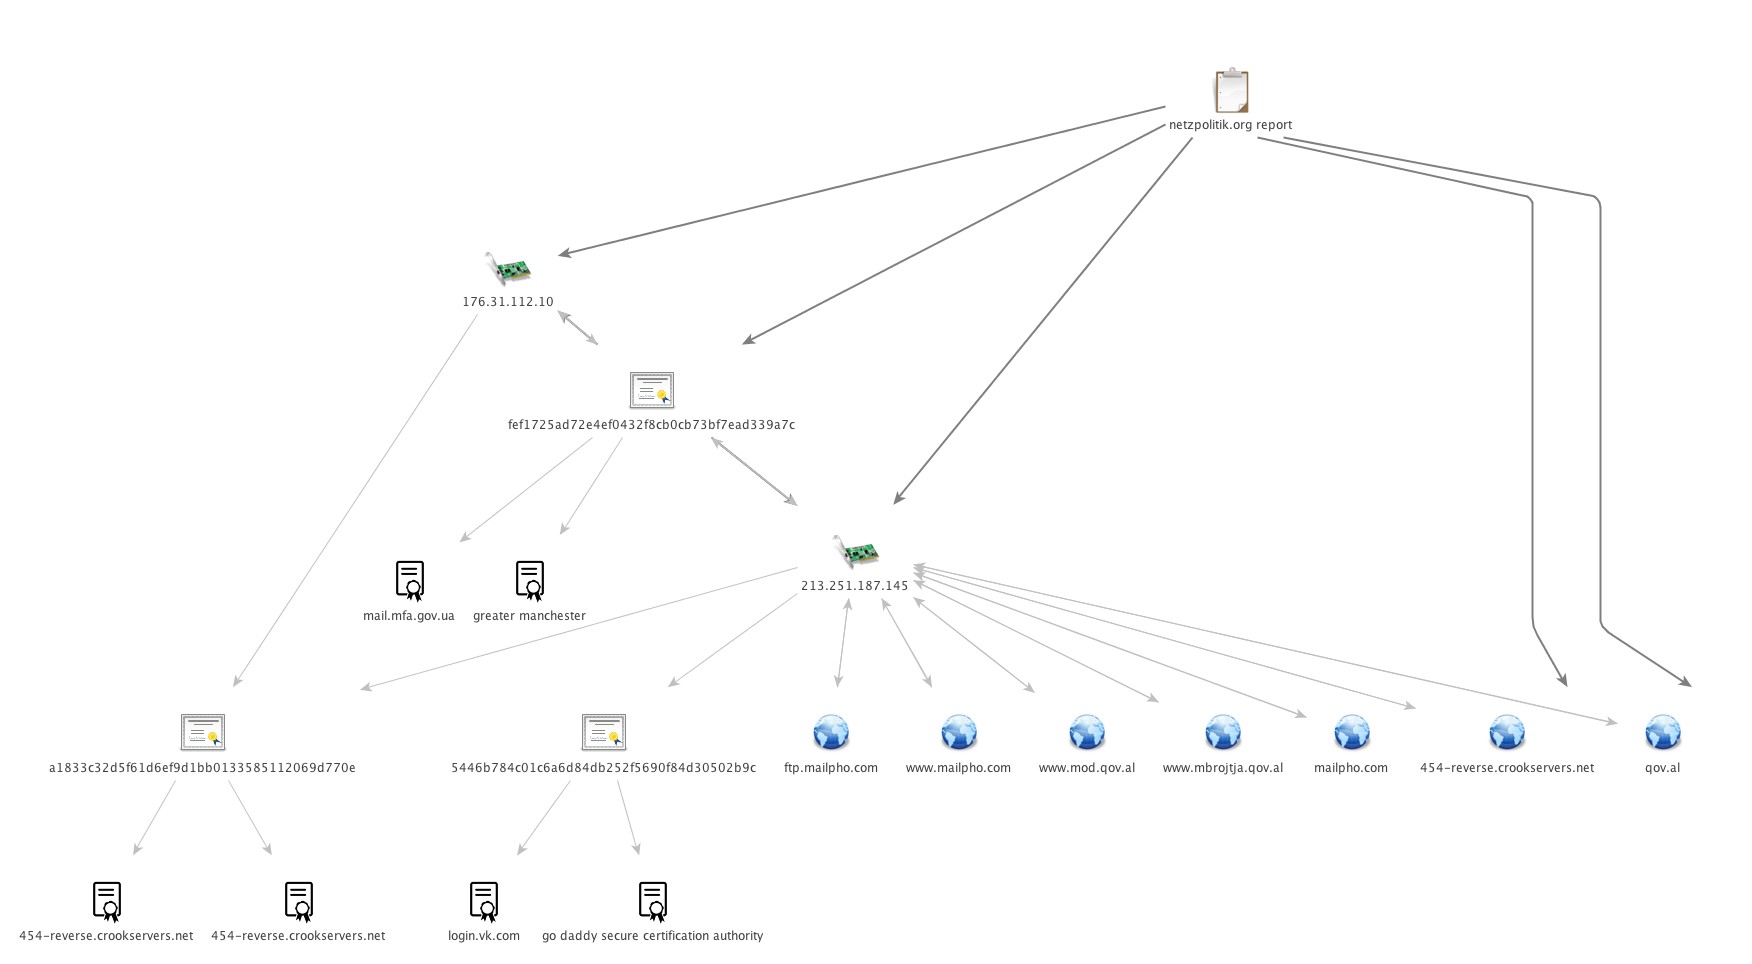 netzpolitik.org report
176.31.112.10
fef1725ad72e4ef0432f8cb0cb73bf7ead339a7c
213.251.187.145
mail.mfa.gov.ua
greater manchester
a1833c32d5f61d6ef9d1bb0133585112069d770e
5446b784c01c6a6d84db252f5690f84d30502b9c
ftp.mailpho.com
www.mailpho.com
www.mod.qov.al
www.mbrojtja.qov.al
mailpho.com
454-reverse.crookservers.net
qov.al
454-reverse.crookservers.net
454-reverse.crookservers.net
login.vk.com
go daddy secure certification authority